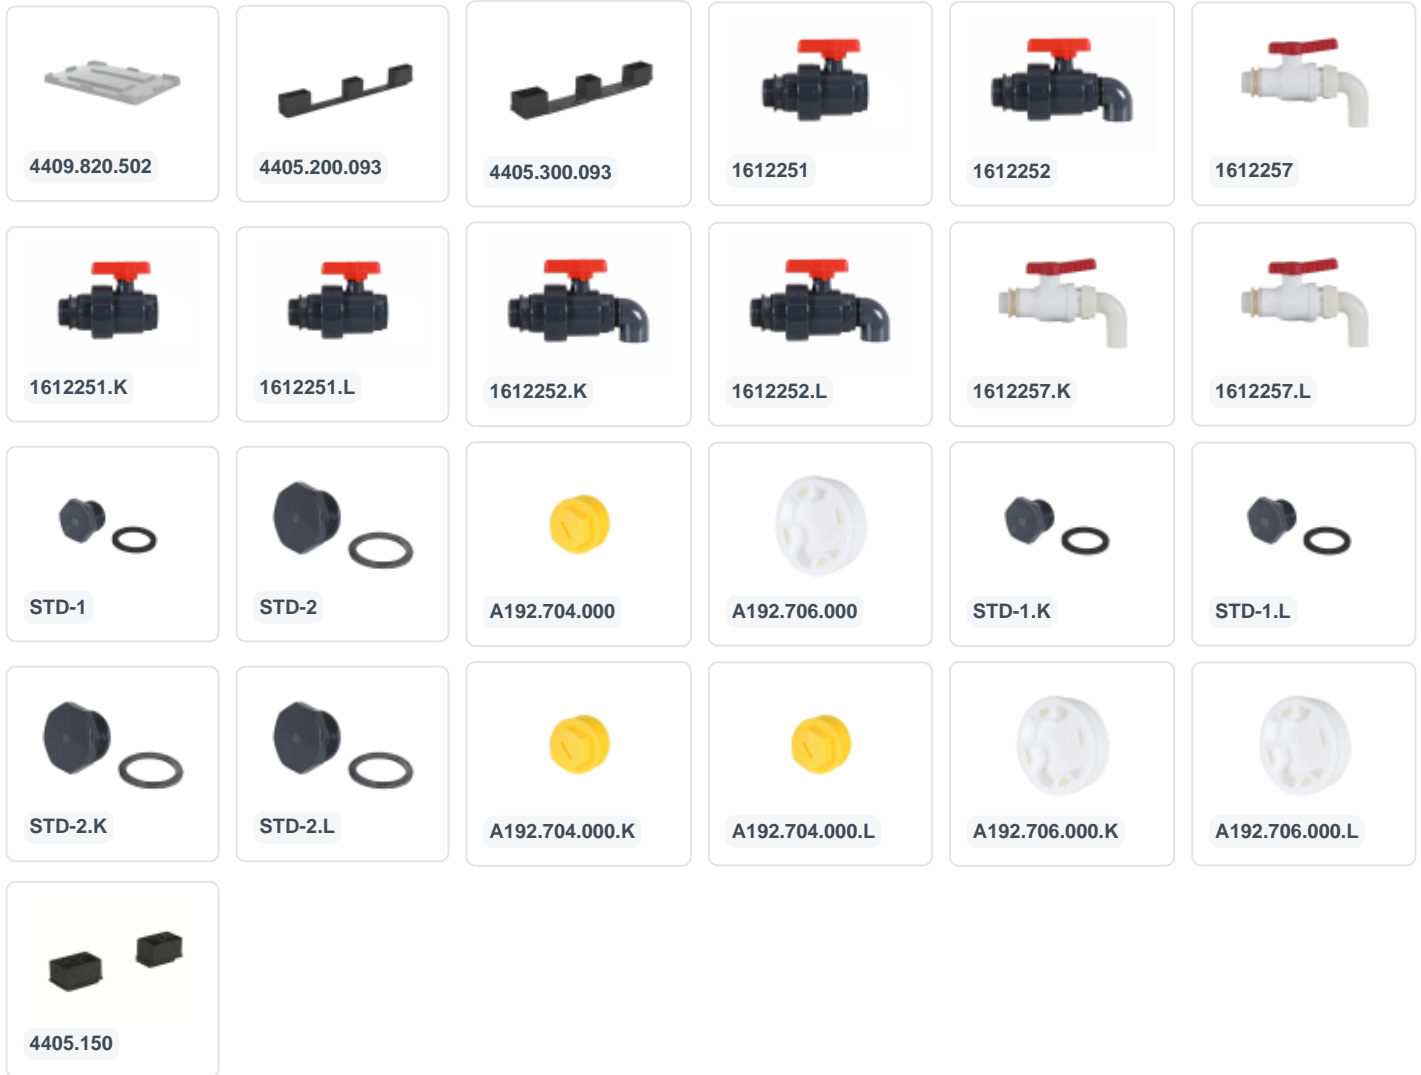 4409.820.502
4405.200.093
4405.300.093
1612251
1612252
1612257
1612251.K
1612251.L
1612252.K
1612252.L
1612257.K
1612257.L
STD-1
STD-2
A192.704.000
A192.706.000
STD-1.K
STD-1.L
STD-2.K
STD-2.L
A192.704.000.K
A192.704.000.L
A192.706.000.K
A192.706.000.L
4405.150